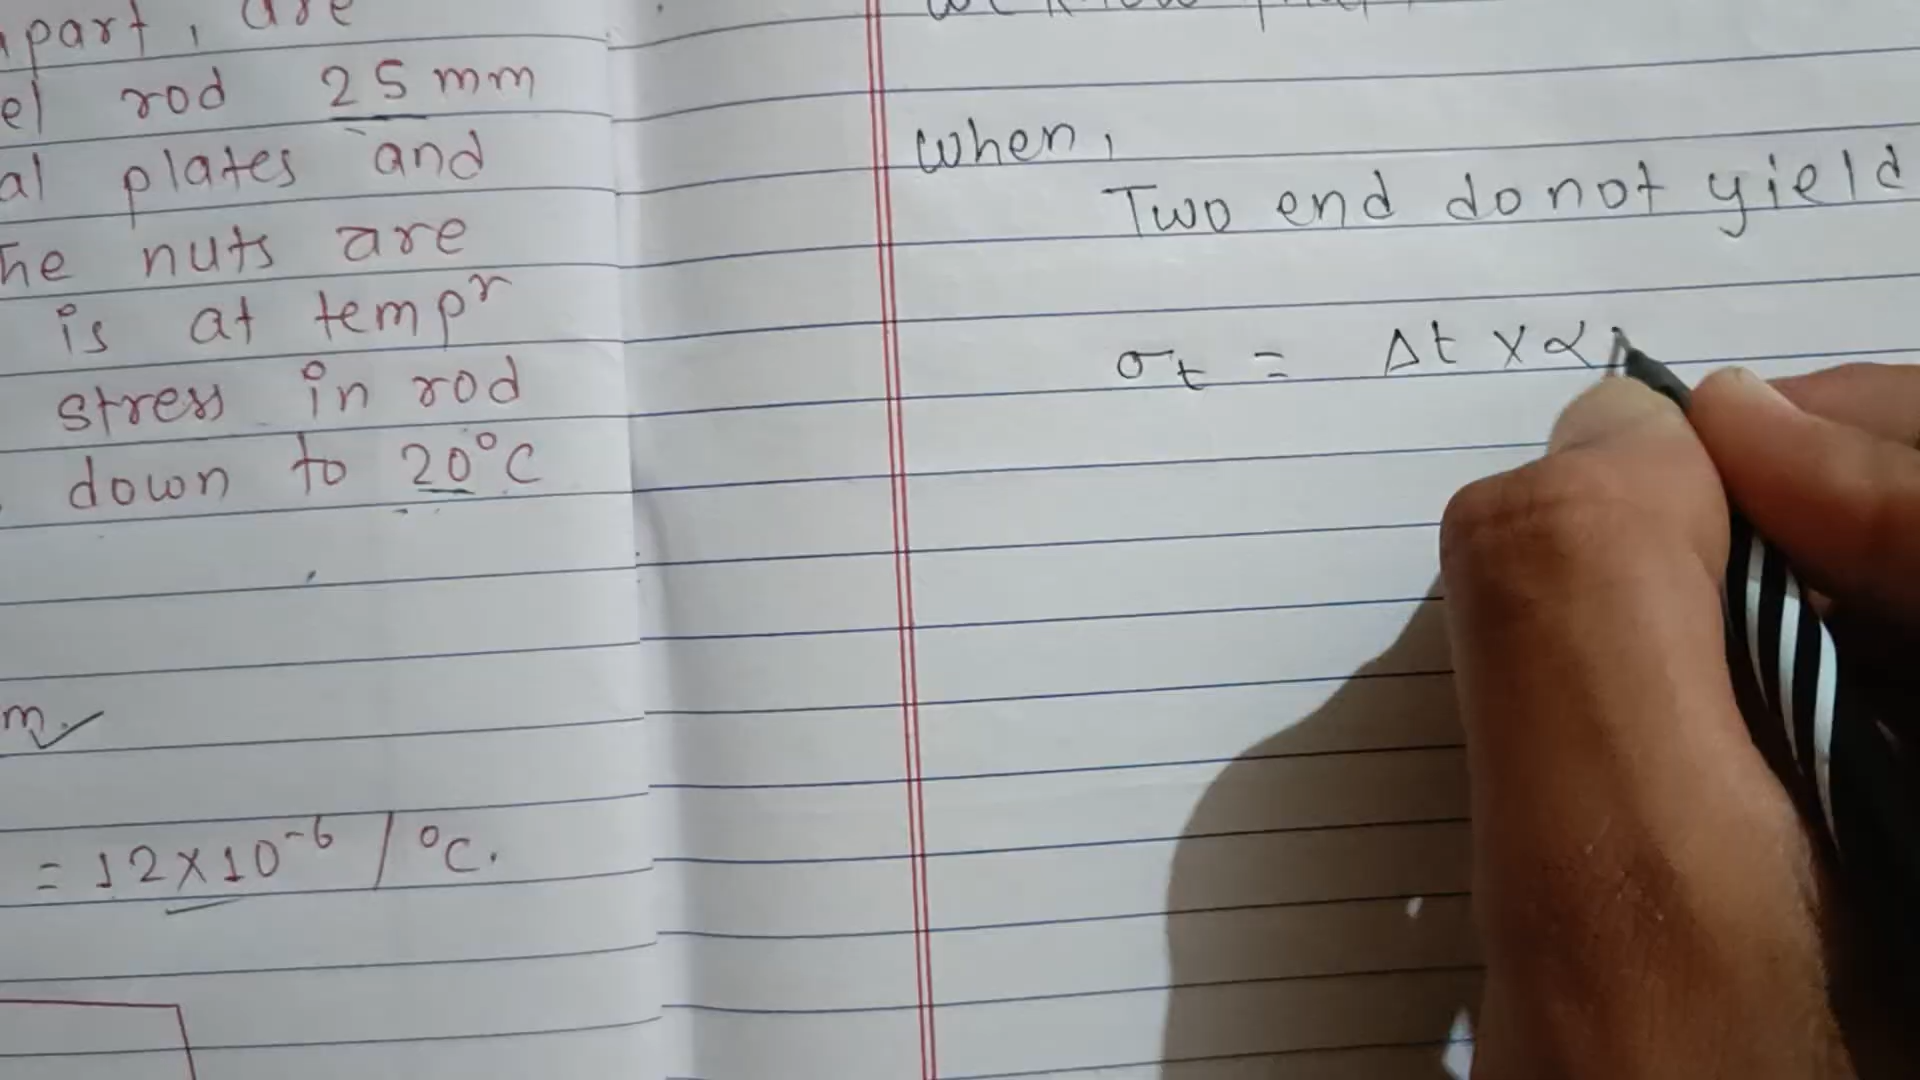 apart, are
el rod 25 mm
al plates and
he nuts are
is at tempr
stress in rod
down to 20°C
m.
= 12×10-6 / °C.
when,
Two end do not yield
σt = Δt × α